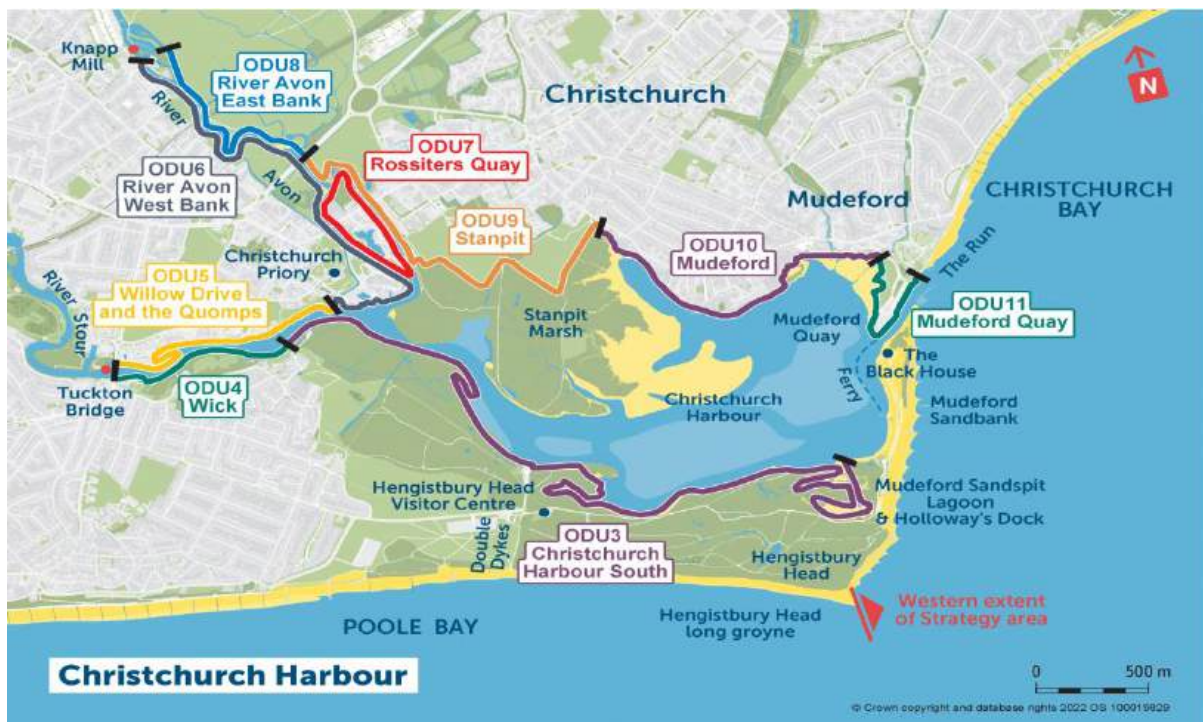 Knapp
Mill
ODU8
River Avon
East Bank
Christchurch
River
Avon
ODU7
Rossiters Quay
ODU6
River Avon
West Bank
Mudeford
CHRISTCHURCH
BAY
ODU9
Stanpit
ODU10
Mudeford
The Run
Christchurch
Priory
ODU5
Willow Drive
and the Quomps
River
Stour
Stanpit
Marsh
Mudeford
Quay
ODU11
Mudeford Quay
The
Black House
Ferry
Tuckton
Bridge
ODU4
Wick
Christchurch
Harbour
Mudeford
Sandbank
Hengistbury Head
Visitor Centre
Double
Dykes
ODU3
Christchurch
Harbour South
Mudeford Sandspit
Lagoon
& Holloway's Dock
Hengistbury
Head
POOLE BAY
Hengistbury Head
long groyne
Western extent
of Strategy area
N
Christchurch Harbour
0 500 m
© Crown copyright and database rights 2022 OS 100019829